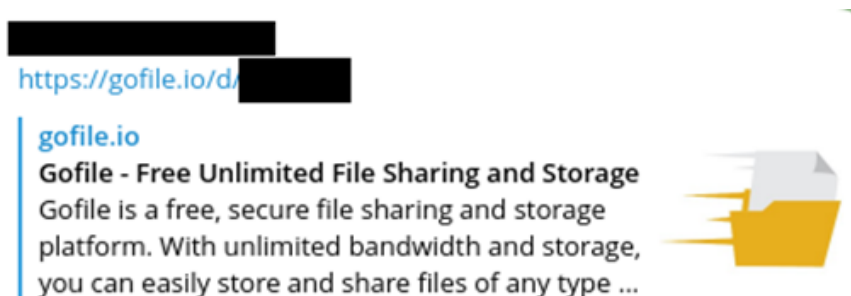 https://gofile.io/d/
gofile.io
Gofile - Free Unlimited File Sharing and Storage
Gofile is a free, secure file sharing and storage
platform. With unlimited bandwidth and storage,
you can easily store and share files of any type ...